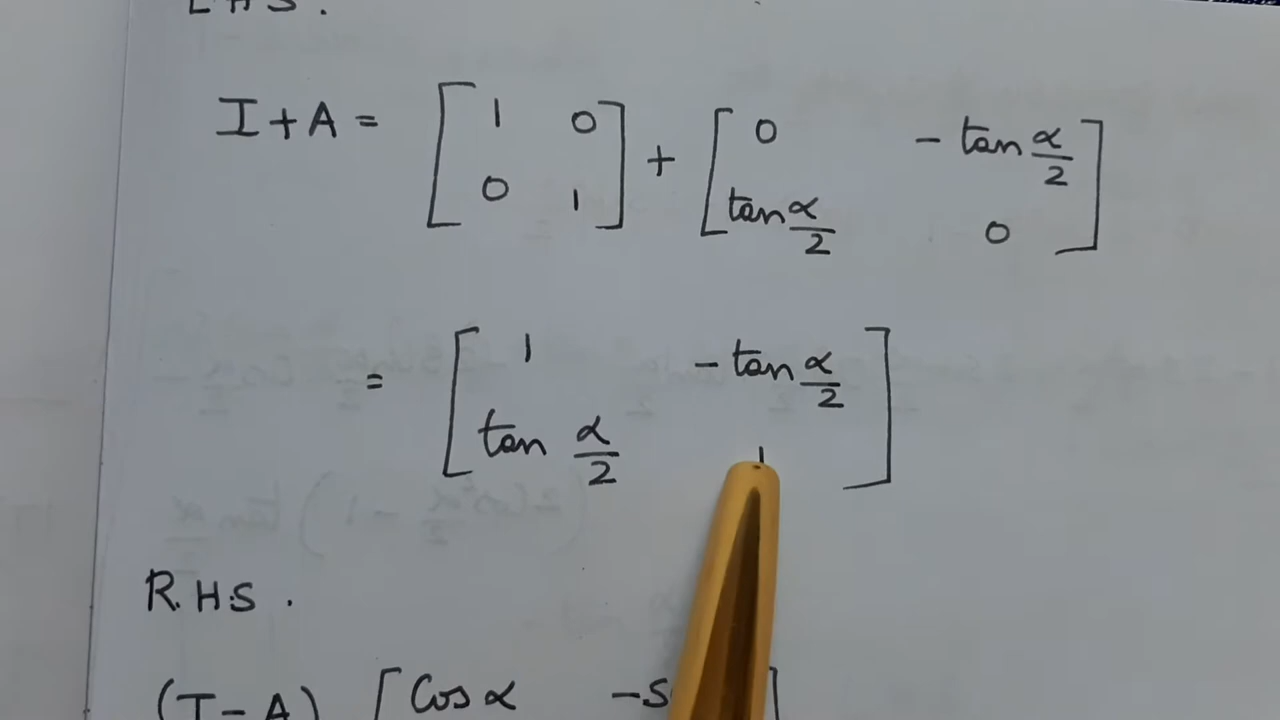 L H S .
I + A = [ 1 0 ; 0 1 ] + [ 0 - tan α/2 ; tan α/2 0 ]
= [ 1 - tan α/2 ; tan α/2 1 ]
R.H.S .
(I - A) [ Cos α